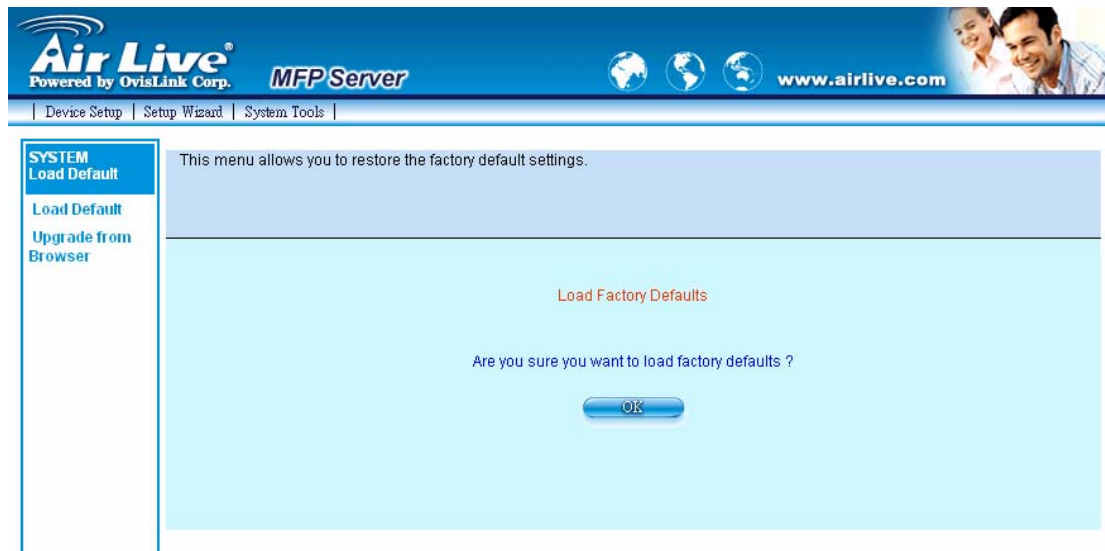 Air Live®
Powered by OvisLink Corp.
MFP Server
www.airlive.com
| Device Setup | Setup Wizard | System Tools |
SYSTEM
Load Default
Load Default
Upgrade from
Browser
This menu allows you to restore the factory default settings.
Load Factory Defaults
Are you sure you want to load factory defaults ?
OK